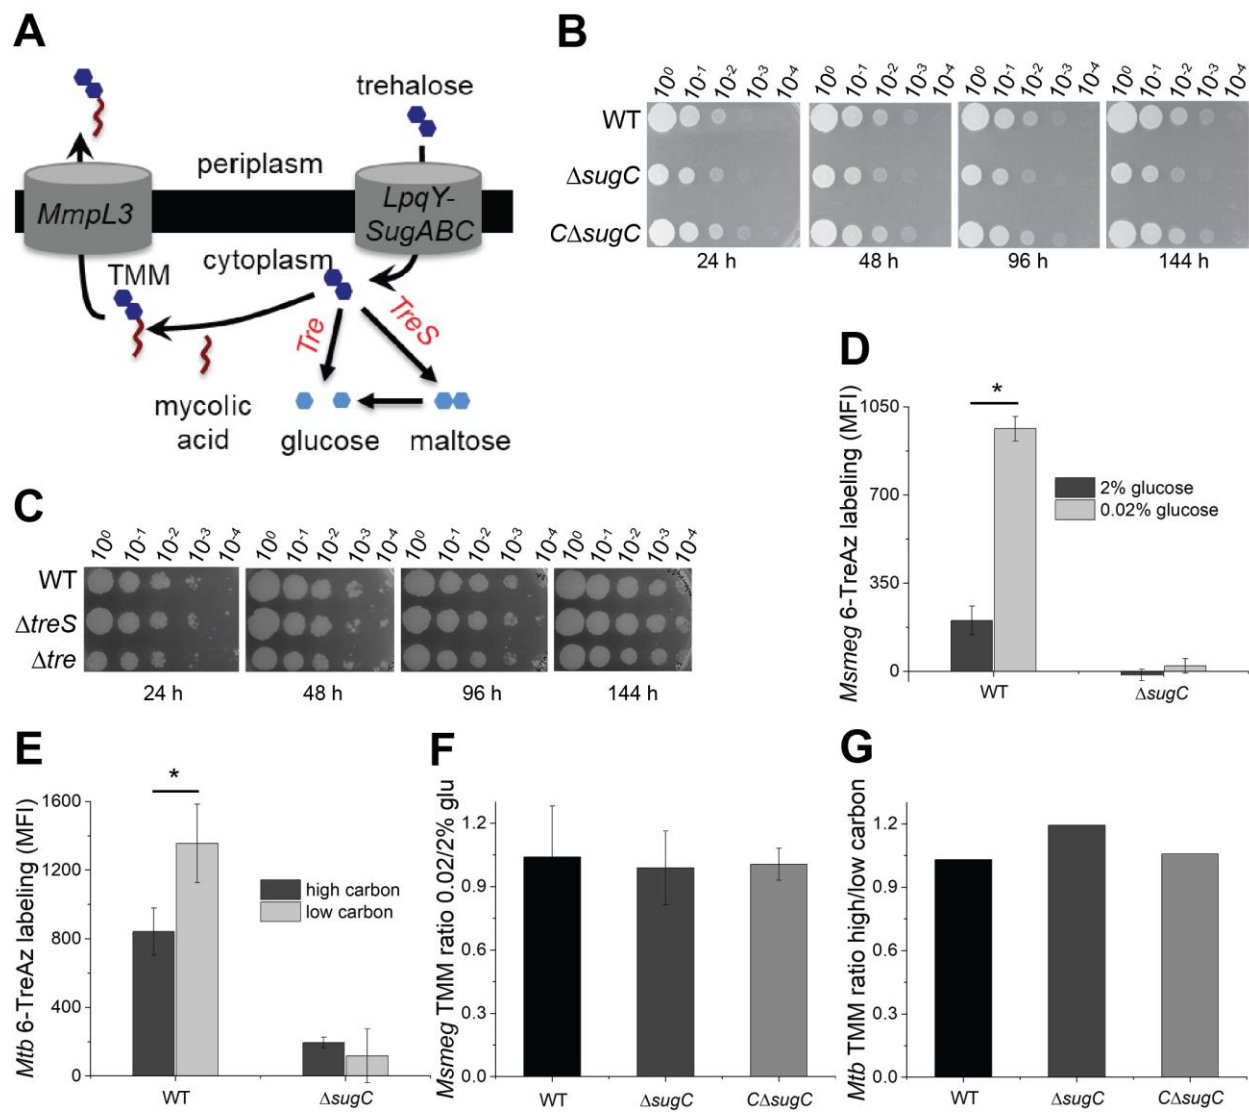 A
trehalose
periplasm
MmpL3
LpqY-
SugABC
TMM
cytoplasm
Tre
TreS
mycolic
acid
glucose
maltose
B
10⁰ 10⁻¹ 10⁻² 10⁻³ 10⁻⁴ 10⁰ 10⁻¹ 10⁻² 10⁻³ 10⁻⁴ 10⁰ 10⁻¹ 10⁻² 10⁻³ 10⁻⁴ 10⁰ 10⁻¹ 10⁻² 10⁻³ 10⁻⁴
WT
ΔsugC
CΔsugC
24 h 48 h 96 h 144 h
C
10⁰ 10⁻¹ 10⁻² 10⁻³ 10⁻⁴ 10⁰ 10⁻¹ 10⁻² 10⁻³ 10⁻⁴ 10⁰ 10⁻¹ 10⁻² 10⁻³ 10⁻⁴ 10⁰ 10⁻¹ 10⁻² 10⁻³ 10⁻⁴
WT
ΔtreS
Δtre
24 h 48 h 96 h 144 h
D
Msmeg 6-TreAz labeling (MFI)
1050
700
350
0
*
2% glucose
0.02% glucose
WT ΔsugC
E
Mtb 6-TreAz labeling (MFI)
1600
1200
800
400
0
*
high carbon
low carbon
WT ΔsugC
F
Msmeg TMM ratio 0.02/2% glu
1.2
0.9
0.6
0.3
0.0
WT ΔsugC CΔsugC
G
Mtb TMM ratio high/low carbon
1.2
0.9
0.6
0.3
0.0
WT ΔsugC CΔsugC